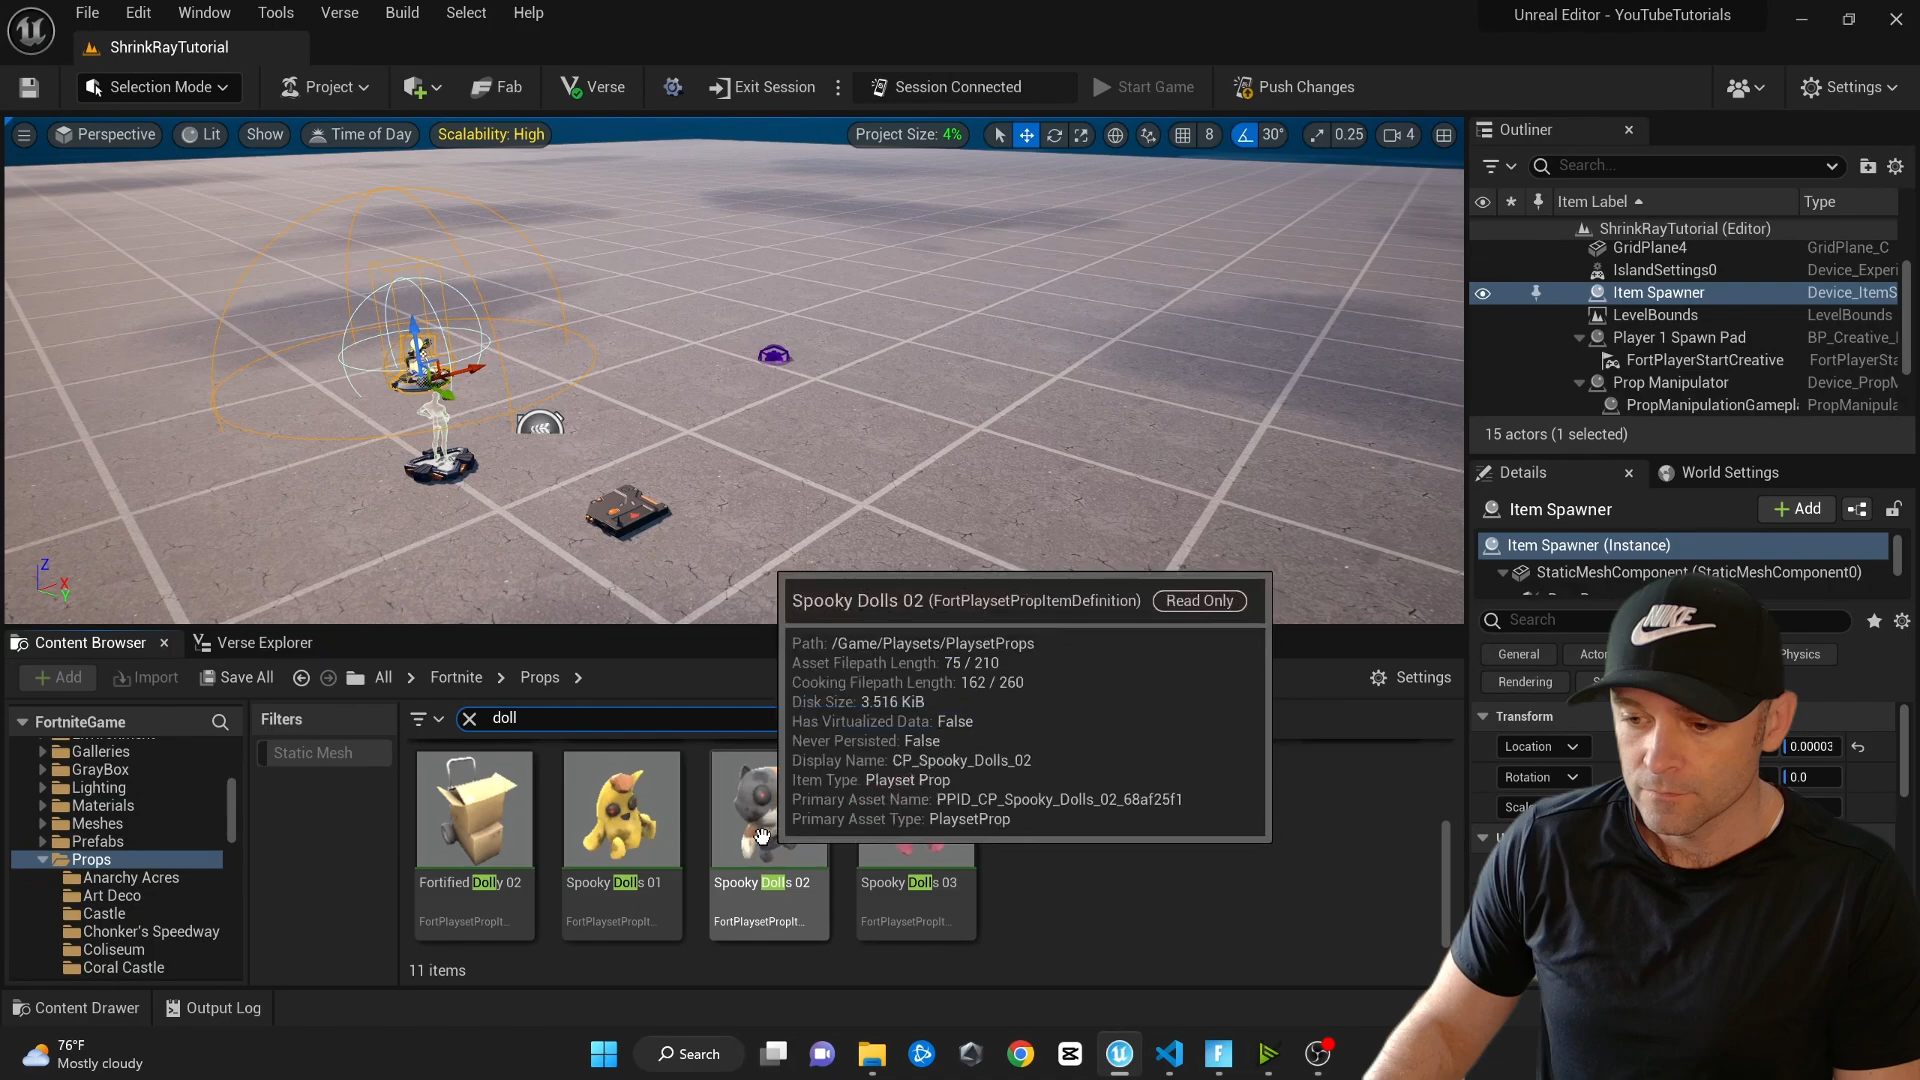 File Edit Window Tools Verse Build Select Help
Unreal Editor - YouTubeTutorials
ShrinkRayTutorial
Selection Mode
Project
Fab
Verse
Exit Session
Session Connected
Start Game
Push Changes
Settings
Perspective
Lit
Show
Time of Day
Scalability: High
Project Size: 4%
8
30°
0.25
4
Outliner
Search...
Item Label
Type
ShrinkRayTutorial (Editor)
GridPlane4 GridPlane_C
IslandSettings0 Device_Experi
Item Spawner Device_ItemS
LevelBounds LevelBounds
Player 1 Spawn Pad BP_Creative_
FortPlayerStartCreative FortPlayerSta
Prop Manipulator Device_PropM
PropManipulationGamepl PropManipula
15 actors (1 selected)
Details
World Settings
Item Spawner
Add
Item Spawner (Instance)
StaticMeshComponent (StaticMeshComponent0)
Search
General
Actor
Physics
Rendering
Transform
Location
0.00003
Rotation
0.0
Scale
Z
X
Y
Spooky Dolls 02 (FortPlaysetPropItemDefinition) Read Only
Path: /Game/Playsets/PlaysetProps
Asset Filepath Length: 75 / 210
Cooking Filepath Length: 162 / 260
Disk Size: 3.516 KiB
Has Virtualized Data: False
Never Persisted: False
Display Name: CP_Spooky_Dolls_02
Item Type: Playset Prop
Primary Asset Name: PPID_CP_Spooky_Dolls_02_68af25f1
Primary Asset Type: PlaysetProp
Content Browser
Verse Explorer
Add
Import
Save All
All
Fortnite
Props
Settings
FortniteGame
Galleries
GrayBox
Lighting
Materials
Meshes
Prefabs
Props
Anarchy Acres
Art Deco
Castle
Chonker's Speedway
Coliseum
Coral Castle
Filters
Static Mesh
doll
Fortified Dolly 02
FortPlaysetPropIt...
Spooky Dolls 01
FortPlaysetPropIt...
Spooky Dolls 02
FortPlaysetPropIt...
Spooky Dolls 03
FortPlaysetPropIt...
11 items
Content Drawer
Output Log
76°F
Mostly cloudy
Search
NIKE